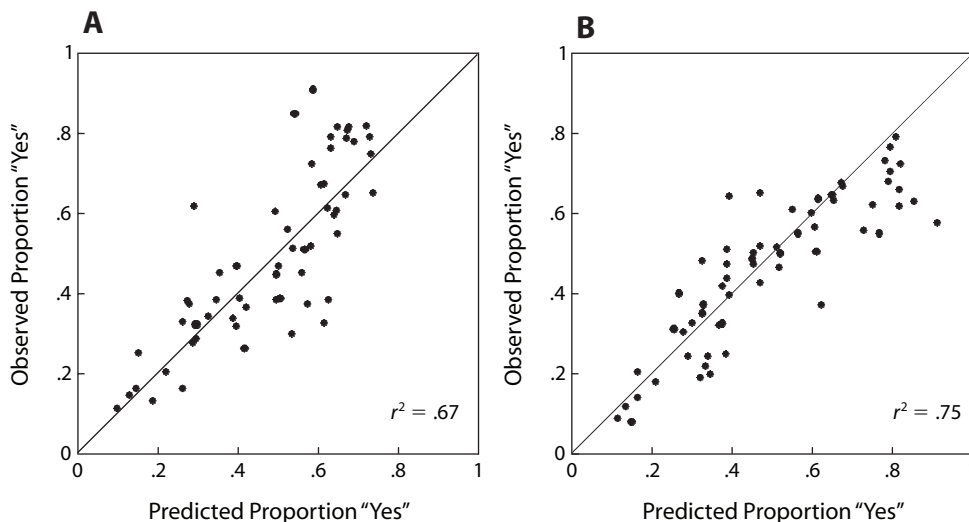 A
B
1
.8
.6
.4
.2
0
Observed Proportion “Yes”
r² = .67
0
.2
.4
.6
.8
1
Predicted Proportion “Yes”
1
.8
.6
.4
.2
0
Observed Proportion “Yes”
r² = .75
0
.2
.4
.6
.8
Predicted Proportion “Yes”